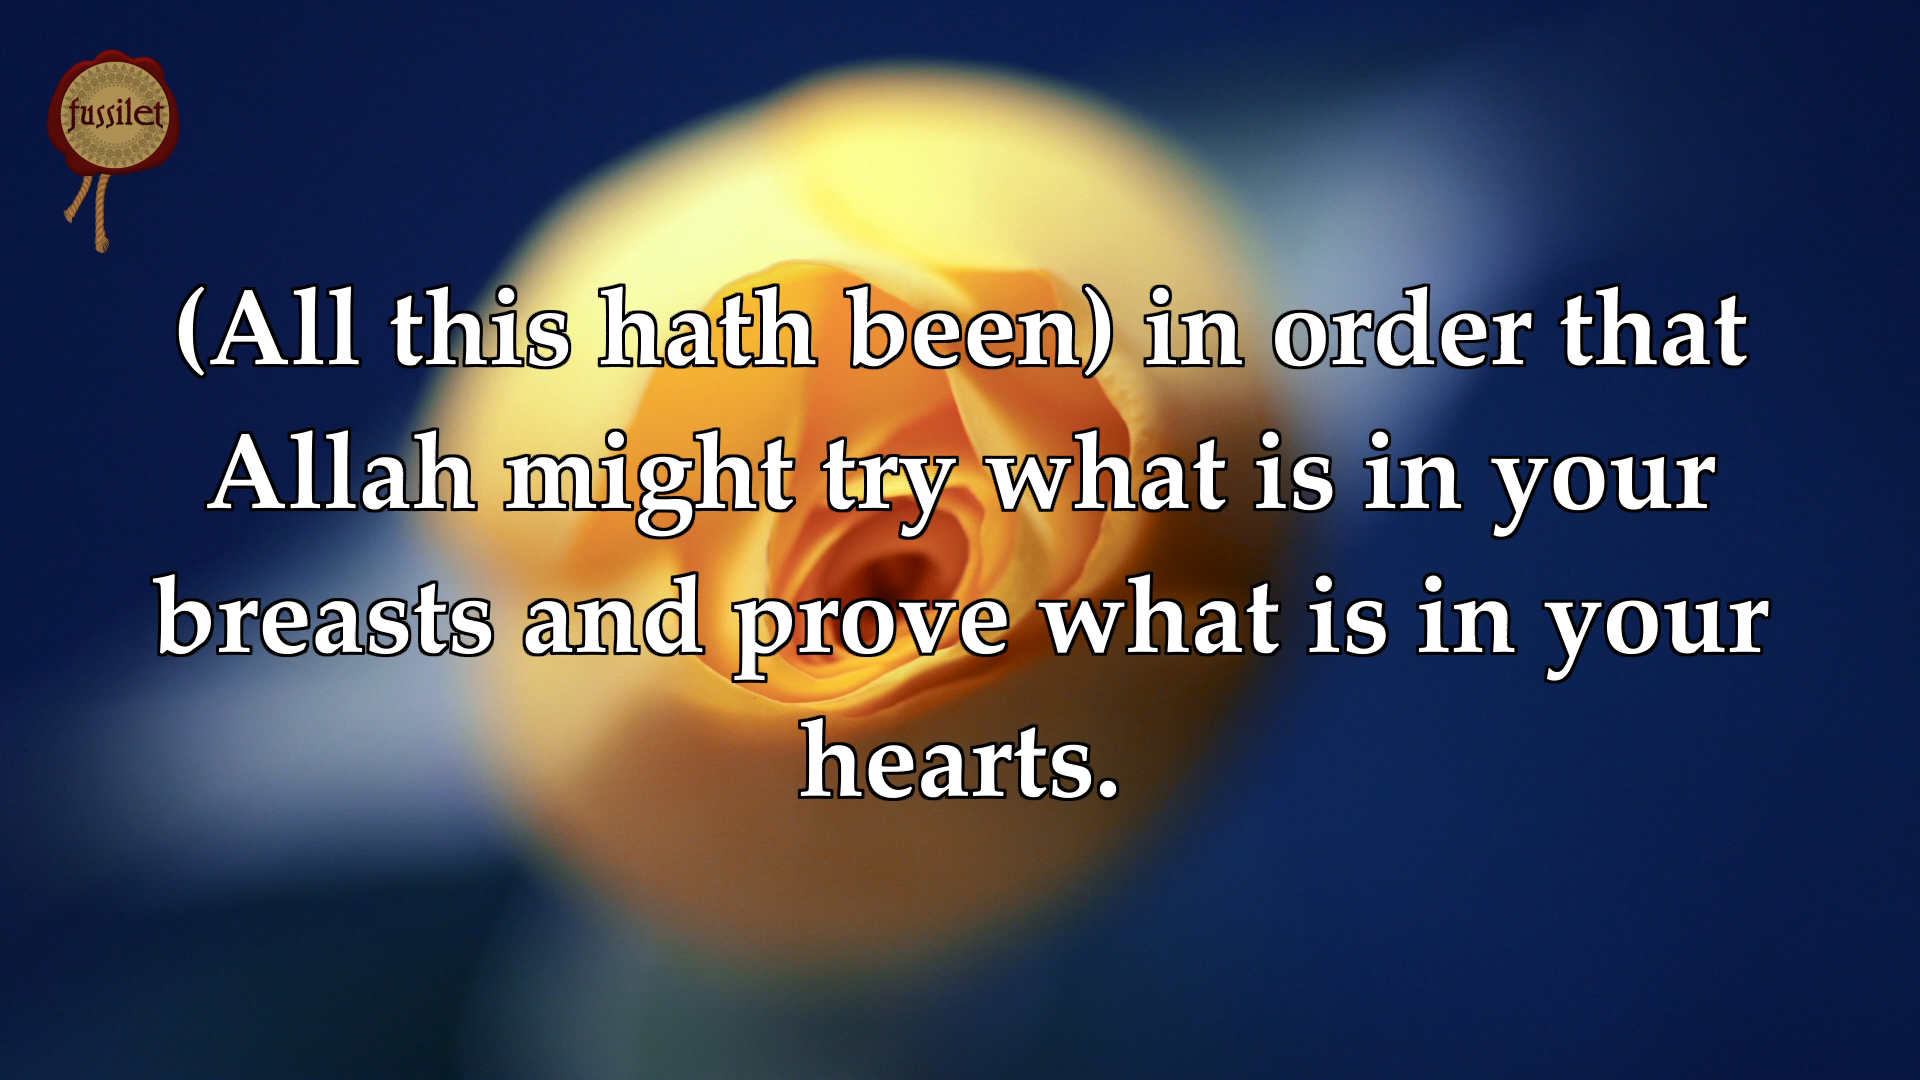 fussilet
(All this hath been) in order that
Allah might try what is in your
breasts and prove what is in your
hearts.